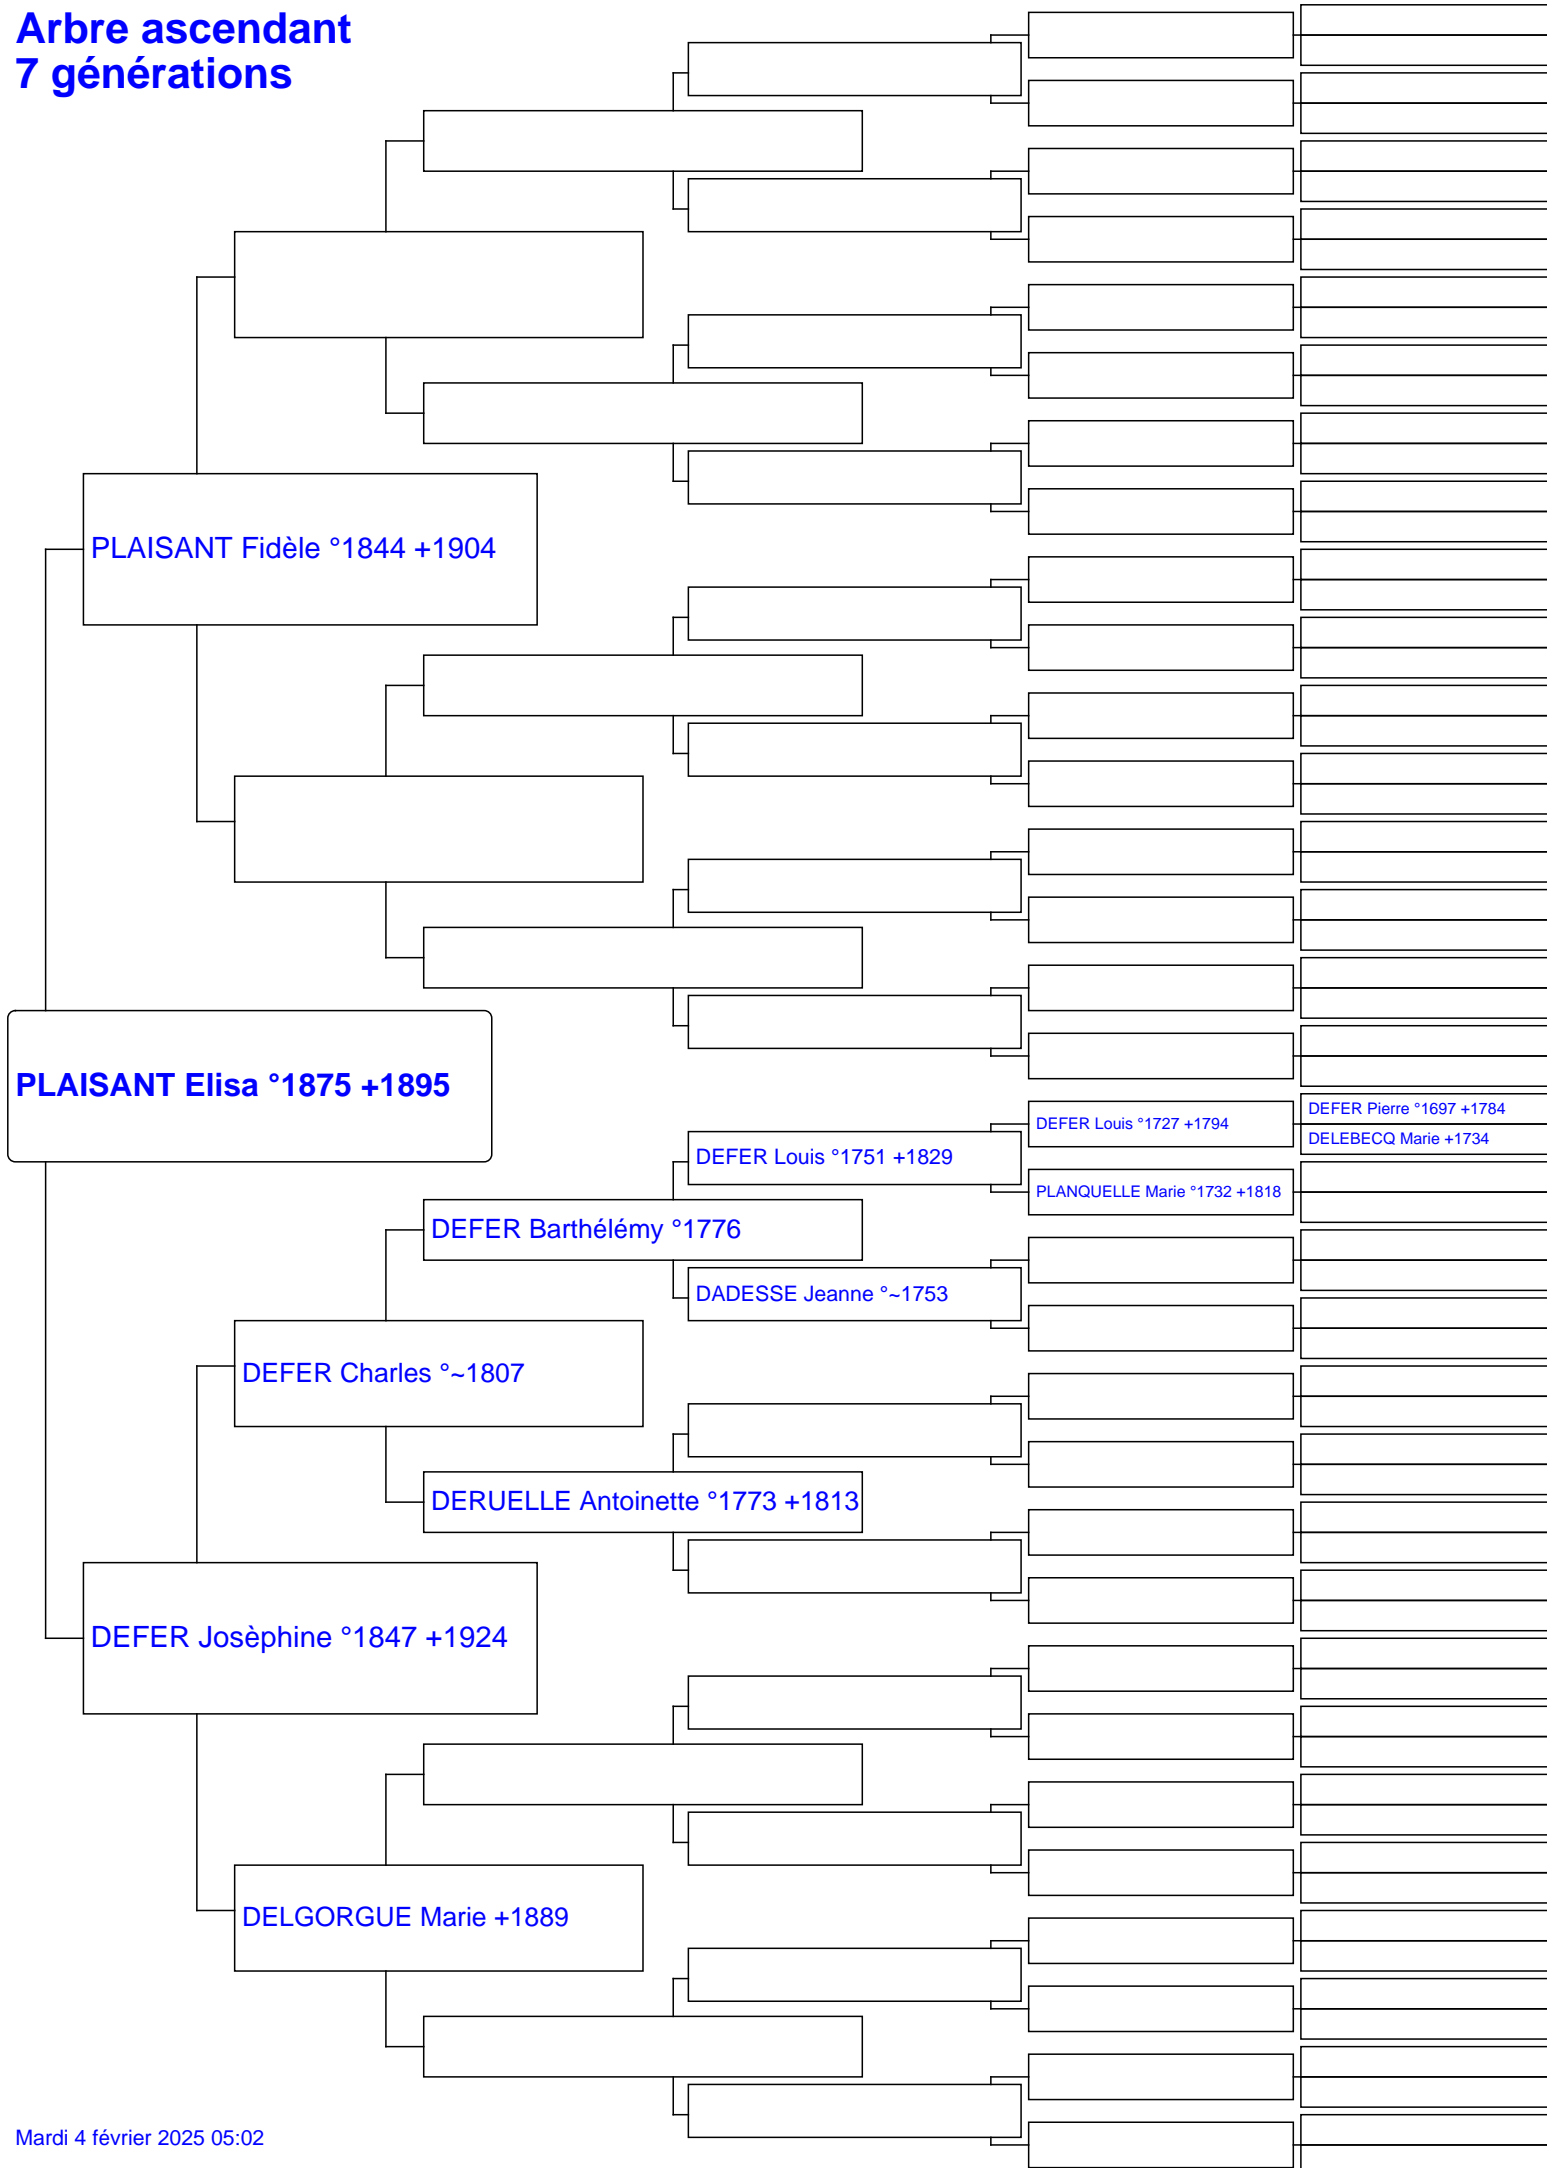 Arbre ascendant
7 générations
PLAISANT Fidèle °1844 +1904
PLAISANT Elisa °1875 +1895
DEFER Pierre °1697 +1784
DEFER Louis °1727 +1794
DELEBECQ Marie +1734
DEFER Louis °1751 +1829
PLANQUELLE Marie °1732 +1818
DEFER Barthélémy °1776
DADESSE Jeanne °~1753
DEFER Charles °~1807
DERUELLE Antoinette °1773 +1813
DEFER Josèphine °1847 +1924
DELGORGUE Marie +1889
Mardi 4 février 2025 05:02